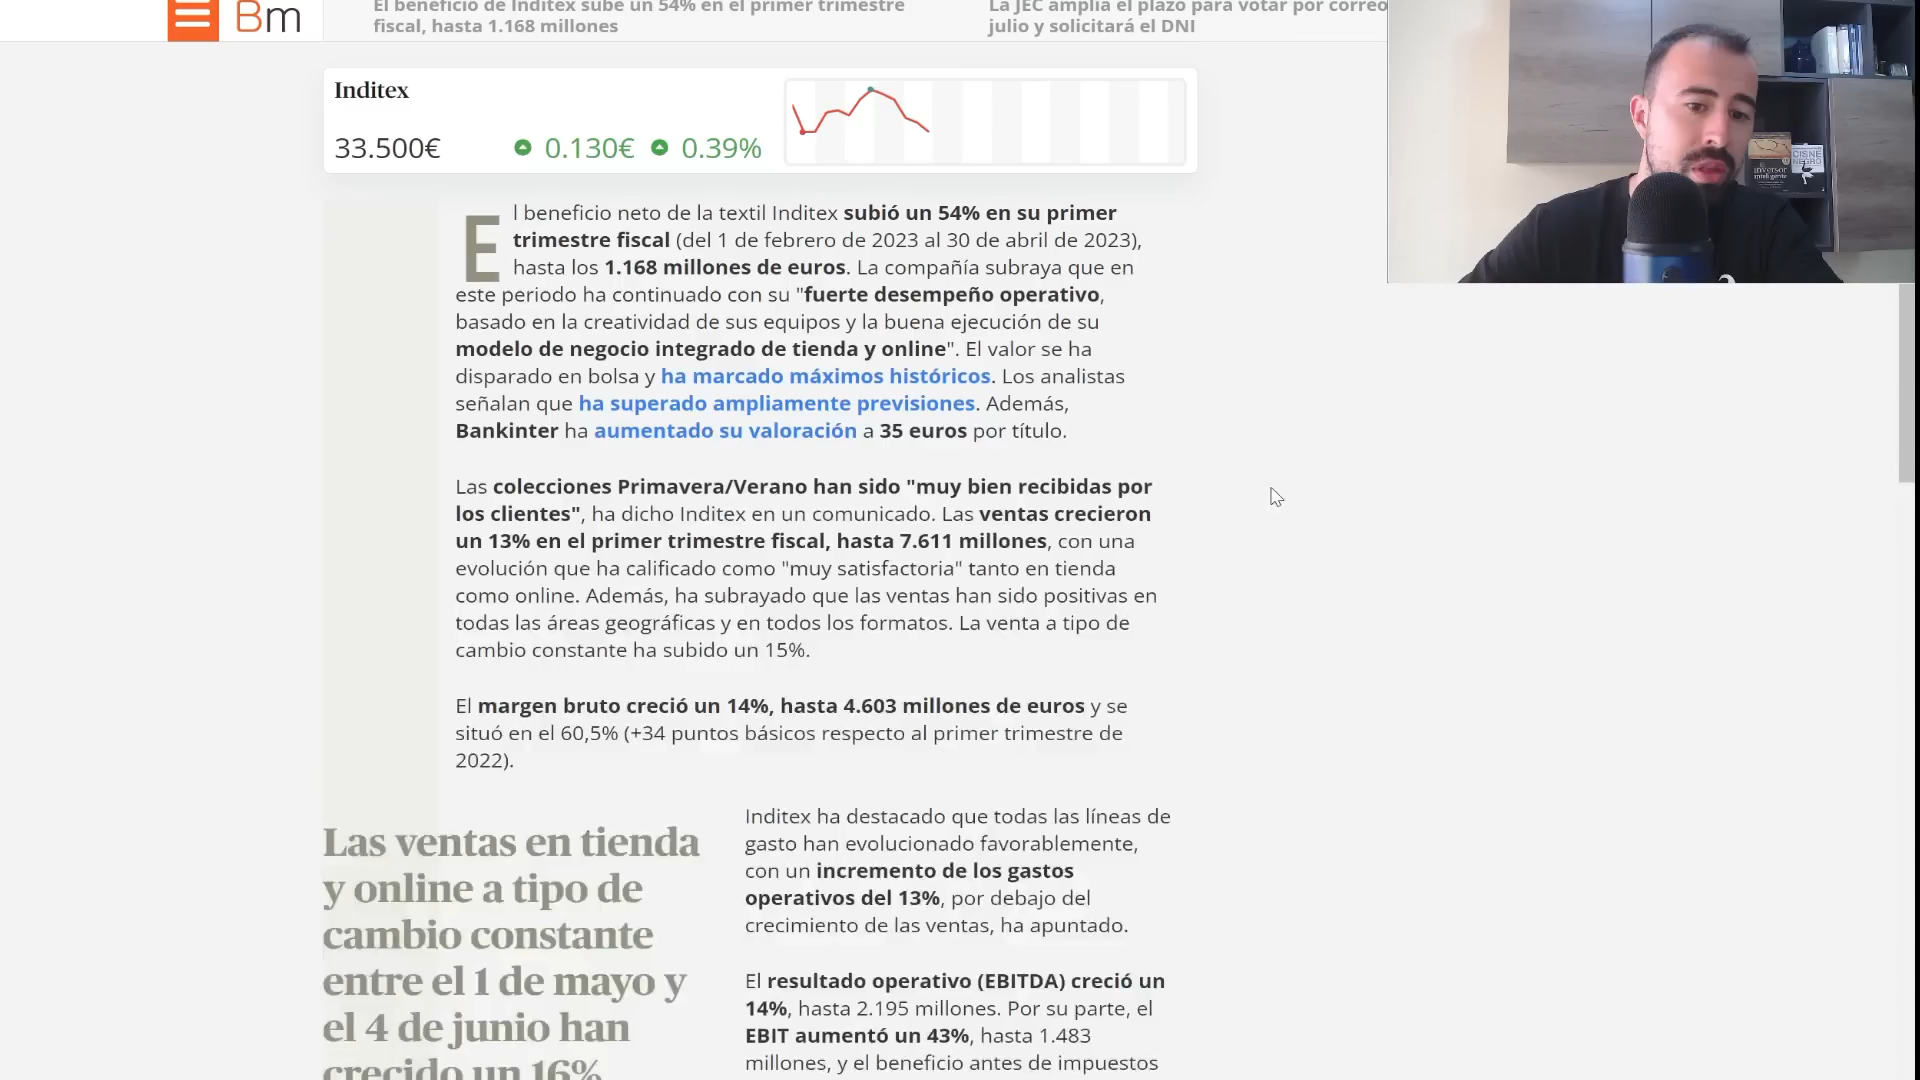 Bm
El beneficio de Inditex sube un 54% en el primer trimestre
fiscal, hasta 1.168 millones
La JEC amplía el plazo para votar por correo
julio y solicitará el DNI
Inditex
33.500€ 0.130€ 0.39%
El beneficio neto de la textil Inditex subió un 54% en su primer
trimestre fiscal (del 1 de febrero de 2023 al 30 de abril de 2023),
hasta los 1.168 millones de euros. La compañía subraya que en
este periodo ha continuado con su "fuerte desempeño operativo,
basado en la creatividad de sus equipos y la buena ejecución de su
modelo de negocio integrado de tienda y online". El valor se ha
disparado en bolsa y ha marcado máximos históricos. Los analistas
señalan que ha superado ampliamente previsiones. Además,
Bankinter ha aumentado su valoración a 35 euros por título.
Las colecciones Primavera/Verano han sido "muy bien recibidas por
los clientes", ha dicho Inditex en un comunicado. Las ventas crecieron
un 13% en el primer trimestre fiscal, hasta 7.611 millones, con una
evolución que ha calificado como "muy satisfactoria" tanto en tienda
como online. Además, ha subrayado que las ventas han sido positivas en
todas las áreas geográficas y en todos los formatos. La venta a tipo de
cambio constante ha subido un 15%.
El margen bruto creció un 14%, hasta 4.603 millones de euros y se
situó en el 60,5% (+34 puntos básicos respecto al primer trimestre de
2022).
Las ventas en tienda
y online a tipo de
cambio constante
entre el 1 de mayo y
el 4 de junio han
crecido un 16%
Inditex ha destacado que todas las líneas de
gasto han evolucionado favorablemente,
con un incremento de los gastos
operativos del 13%, por debajo del
crecimiento de las ventas, ha apuntado.
El resultado operativo (EBITDA) creció un
14%, hasta 2.195 millones. Por su parte, el
EBIT aumentó un 43%, hasta 1.483
millones, y el beneficio antes de impuestos
CISNE
NEGRO
inversor
inteligente